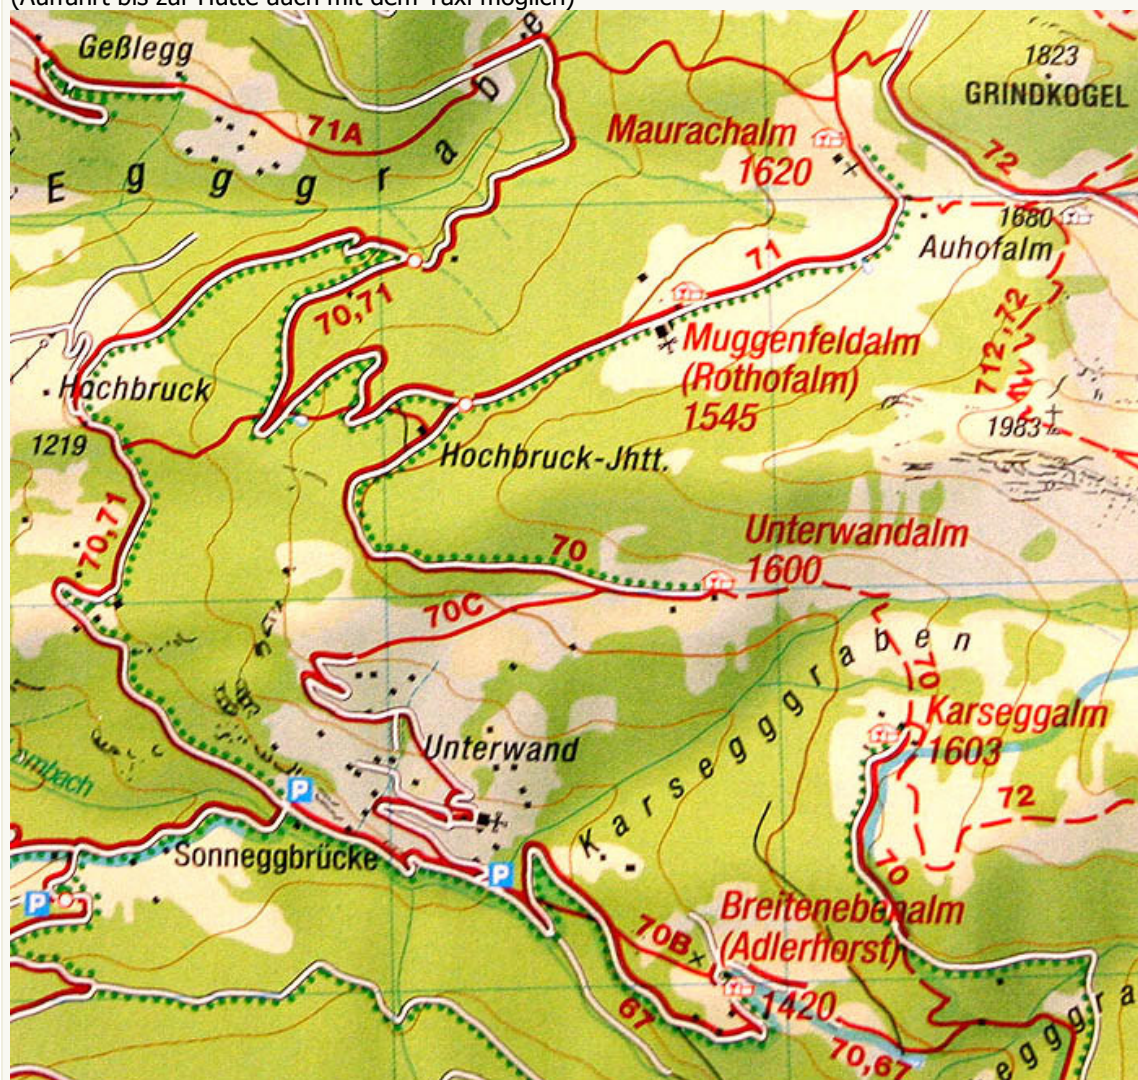 (Auffahrt bis zur Hütte auch mit dem Taxi möglich)
Geßlegg
1823
GRINDKOGEL
71A
Maurachalm
1620
72
E g g g r a b e
1680
Auhofalm
71
70,71
712,72
Muggenfeldalm
(Rothofalm)
1545
Hochbruck
1219
1983
Hochbruck-Jhtt.
70,71
70
Unterwandalm
1600
70C
K a r s e g g g r a b e n
70
Karseggalm
1603
Unterwand
mbach
P
72
Sonneggbrücke
P
70
P
Breitenebenalm
(Adlerhorst)
70B
1420
67
70,67
e g g g r a